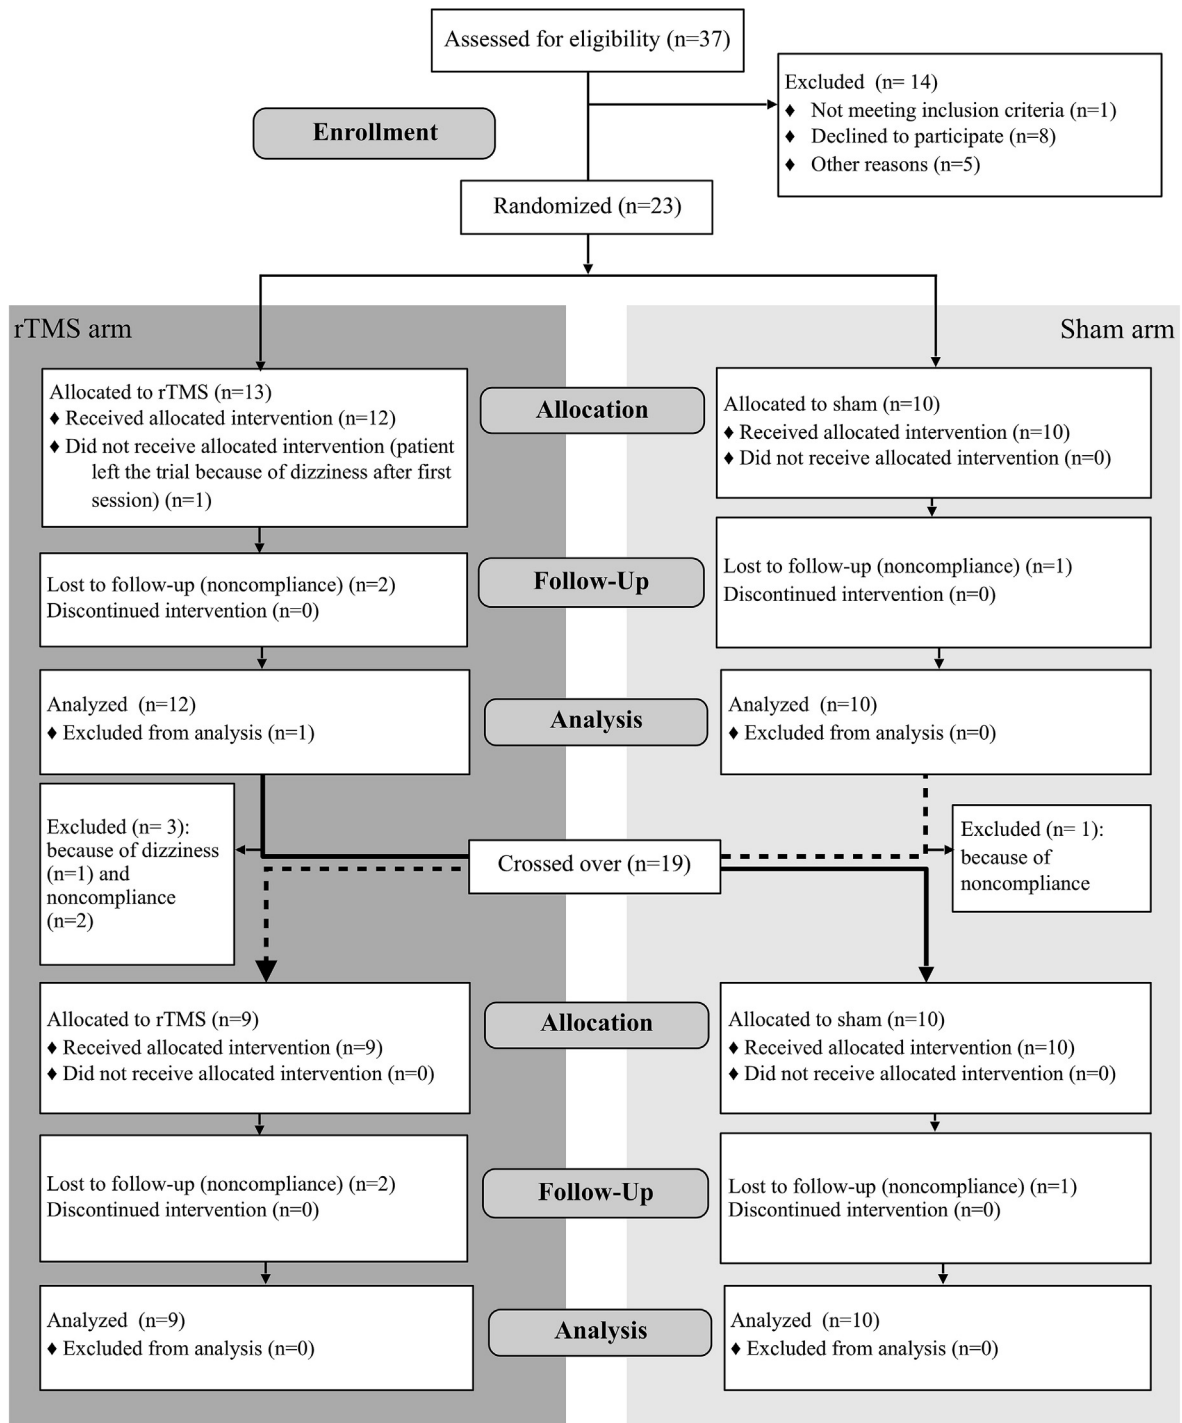 Assessed for eligibility (n=37)
Excluded (n= 14)
♦ Not meeting inclusion criteria (n=1)
♦ Declined to participate (n=8)
♦ Other reasons (n=5)
Enrollment
Randomized (n=23)
rTMS arm
Sham arm
Allocated to rTMS (n=13)
♦ Received allocated intervention (n=12)
♦ Did not receive allocated intervention (patient
left the trial because of dizziness after first
session) (n=1)
Allocation
Allocated to sham (n=10)
♦ Received allocated intervention (n=10)
♦ Did not receive allocated intervention (n=0)
Lost to follow-up (noncompliance) (n=2)
Discontinued intervention (n=0)
Follow-Up
Lost to follow-up (noncompliance) (n=1)
Discontinued intervention (n=0)
Analyzed (n=12)
♦ Excluded from analysis (n=1)
Analysis
Analyzed (n=10)
♦ Excluded from analysis (n=0)
Excluded (n= 3):
because of dizziness
(n=1) and
noncompliance
(n=2)
Crossed over (n=19)
Excluded (n= 1):
because of
noncompliance
Allocated to rTMS (n=9)
♦ Received allocated intervention (n=9)
♦ Did not receive allocated intervention (n=0)
Allocation
Allocated to sham (n=10)
♦ Received allocated intervention (n=10)
♦ Did not receive allocated intervention (n=0)
Lost to follow-up (noncompliance) (n=2)
Discontinued intervention (n=0)
Follow-Up
Lost to follow-up (noncompliance) (n=1)
Discontinued intervention (n=0)
Analyzed (n=9)
♦ Excluded from analysis (n=0)
Analysis
Analyzed (n=10)
♦ Excluded from analysis (n=0)